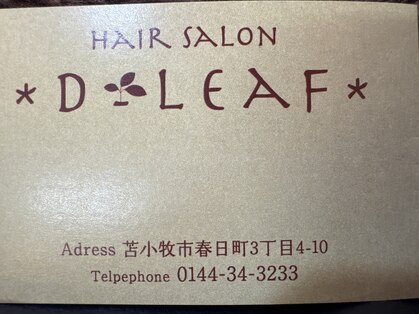 HAIR SALON
* D LEAF *
Adress 苫小牧市春日町3丁目4-10
Telpephone 0144-34-3233